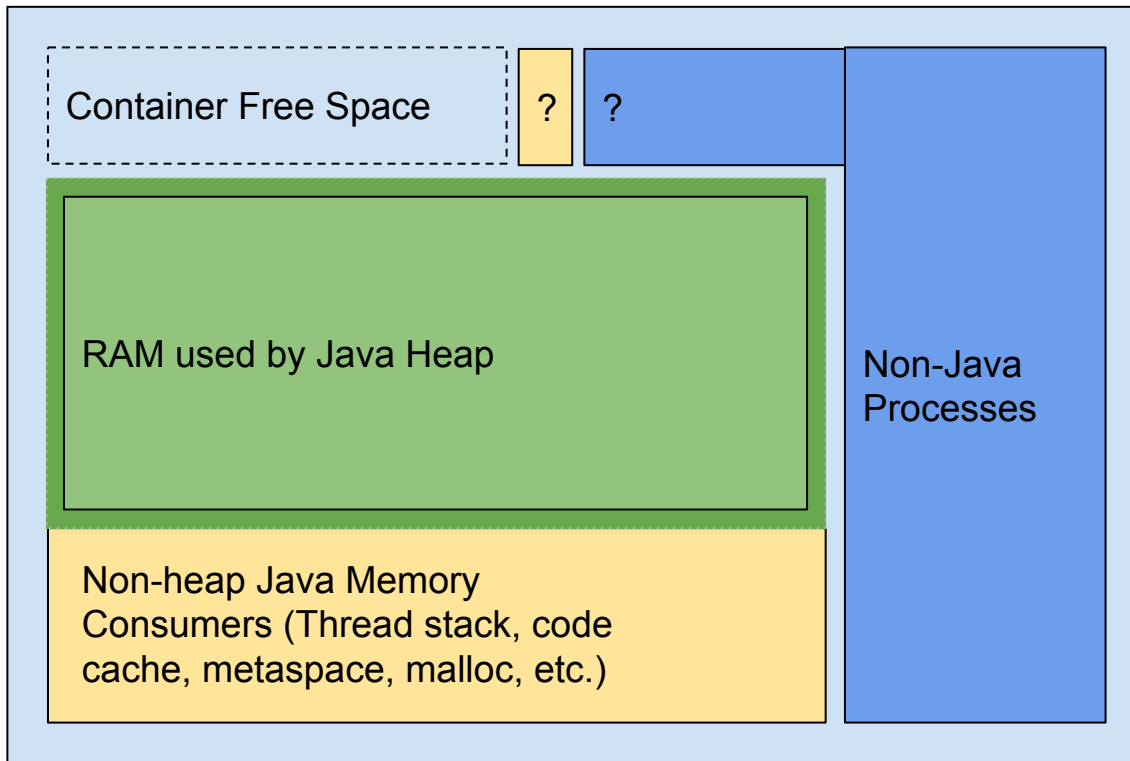 Container Free Space
?
?
RAM used by Java Heap
Non-Java
Processes
Non-heap Java Memory
Consumers (Thread stack, code
cache, metaspace, malloc, etc.)